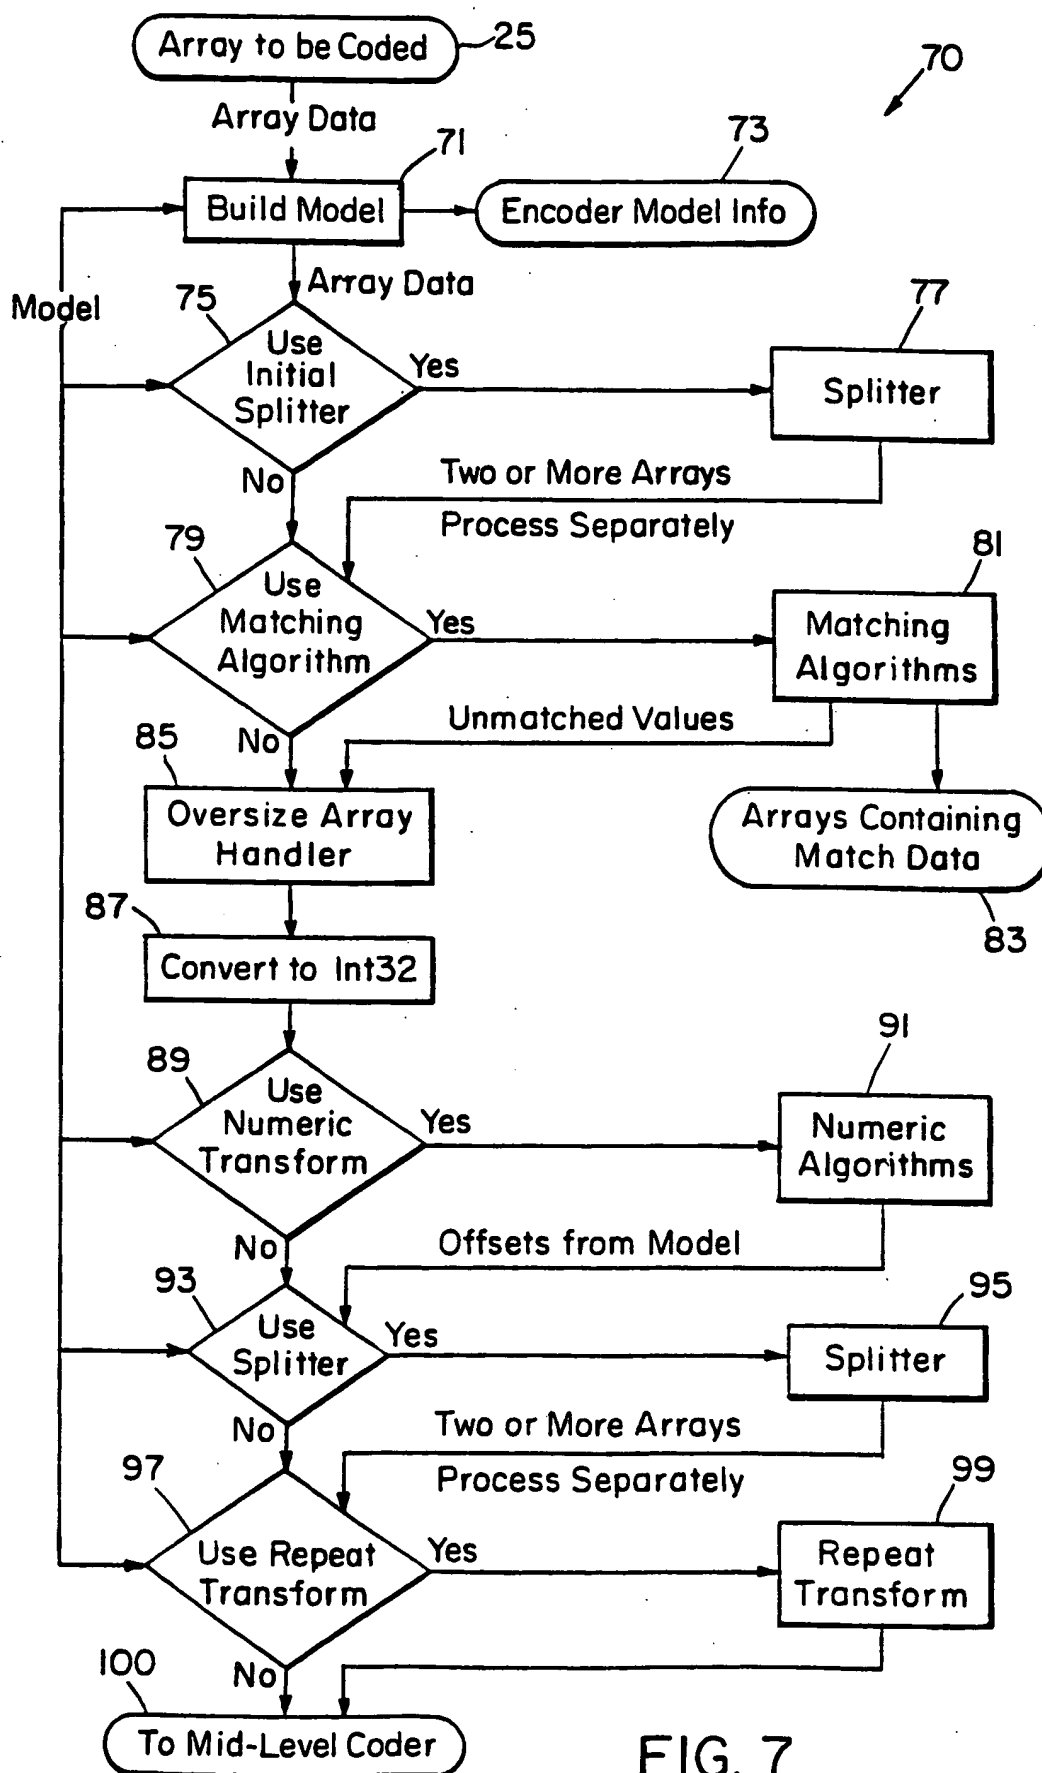 Array to be Coded
25
70
Array Data
71
73
Build Model
Encoder Model Info
Array Data
Model
75
77
Use
Initial
Splitter
Yes
Splitter
No
Two or More Arrays
Process Separately
79
81
Use
Matching
Algorithm
Yes
Matching
Algorithms
No
Unmatched Values
85
Oversize Array
Handler
Arrays Containing
Match Data
83
87
Convert to Int32
89
91
Use
Numeric
Transform
Yes
Numeric
Algorithms
No
Offsets from Model
93
95
Use
Splitter
Yes
Splitter
No
Two or More Arrays
Process Separately
97
99
Use Repeat
Transform
Yes
Repeat
Transform
No
100
To Mid-Level Coder
FIG. 7